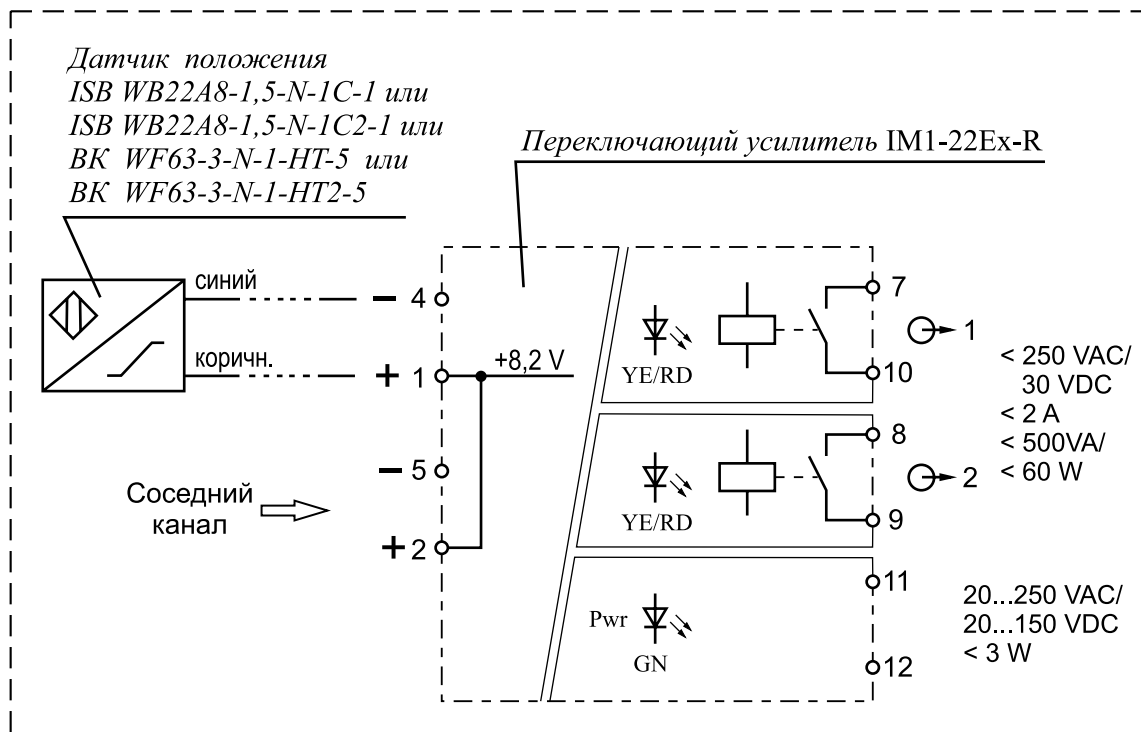 Датчик положения
ISB WB22A8-1,5-N-1C-1 или
ISB WB22A8-1,5-N-1C2-1 или
ВК WF63-3-N-1-HT-5 или
ВК WF63-3-N-1-HT2-5
Переключающий усилитель IM1-22Ex-R
синий
− 4
коричн.
+ 1
+8,2 V
− 5
Соседний
канал
+ 2
YE/RD
7
10
1
YE/RD
8
9
2
< 250 VAC/
30 VDC
< 2 A
< 500VA/
< 60 W
Pwr
GN
11
12
20...250 VAC/
20...150 VDC
< 3 W